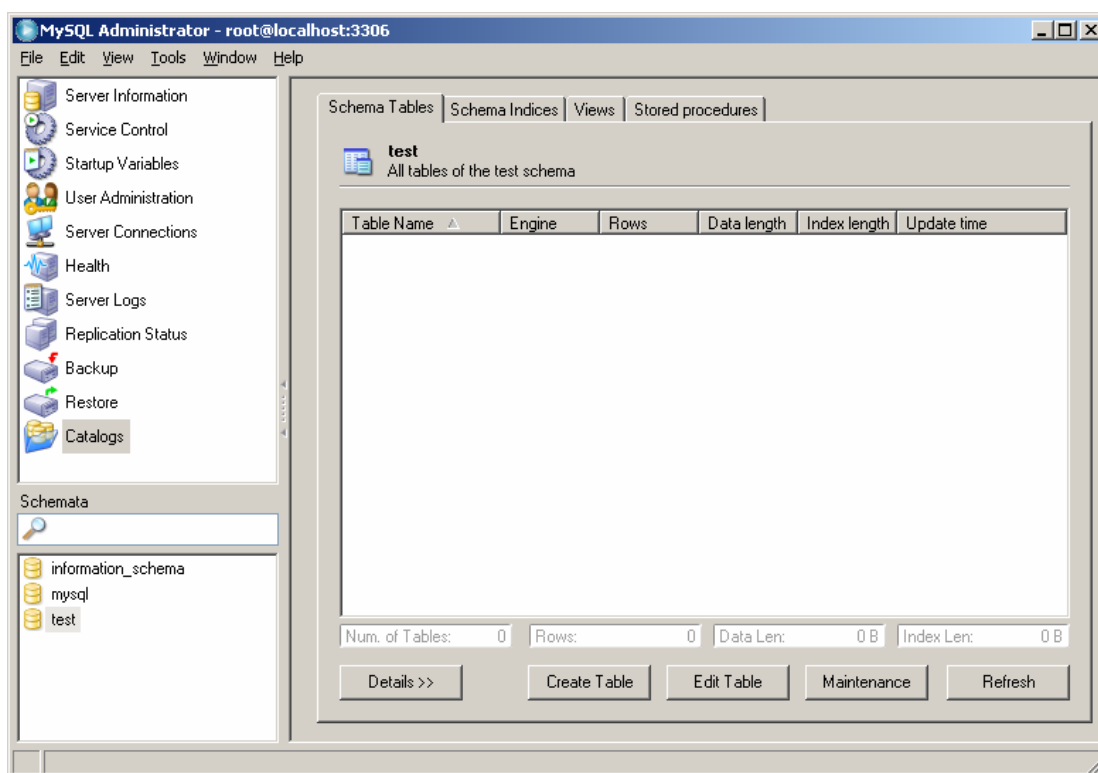 MySQL Administrator - root@localhost:3306
File Edit View Tools Window Help
Server Information
Service Control
Startup Variables
User Administration
Server Connections
Health
Server Logs
Replication Status
Backup
Restore
Catalogs
Schemata
information_schema
mysql
test
Schema Tables Schema Indices Views Stored procedures
test
All tables of the test schema
Table Name Engine Rows Data length Index length Update time
Num. of Tables: 0 Rows: 0 Data Len: 0 B Index Len: 0 B
Details >> Create Table Edit Table Maintenance Refresh